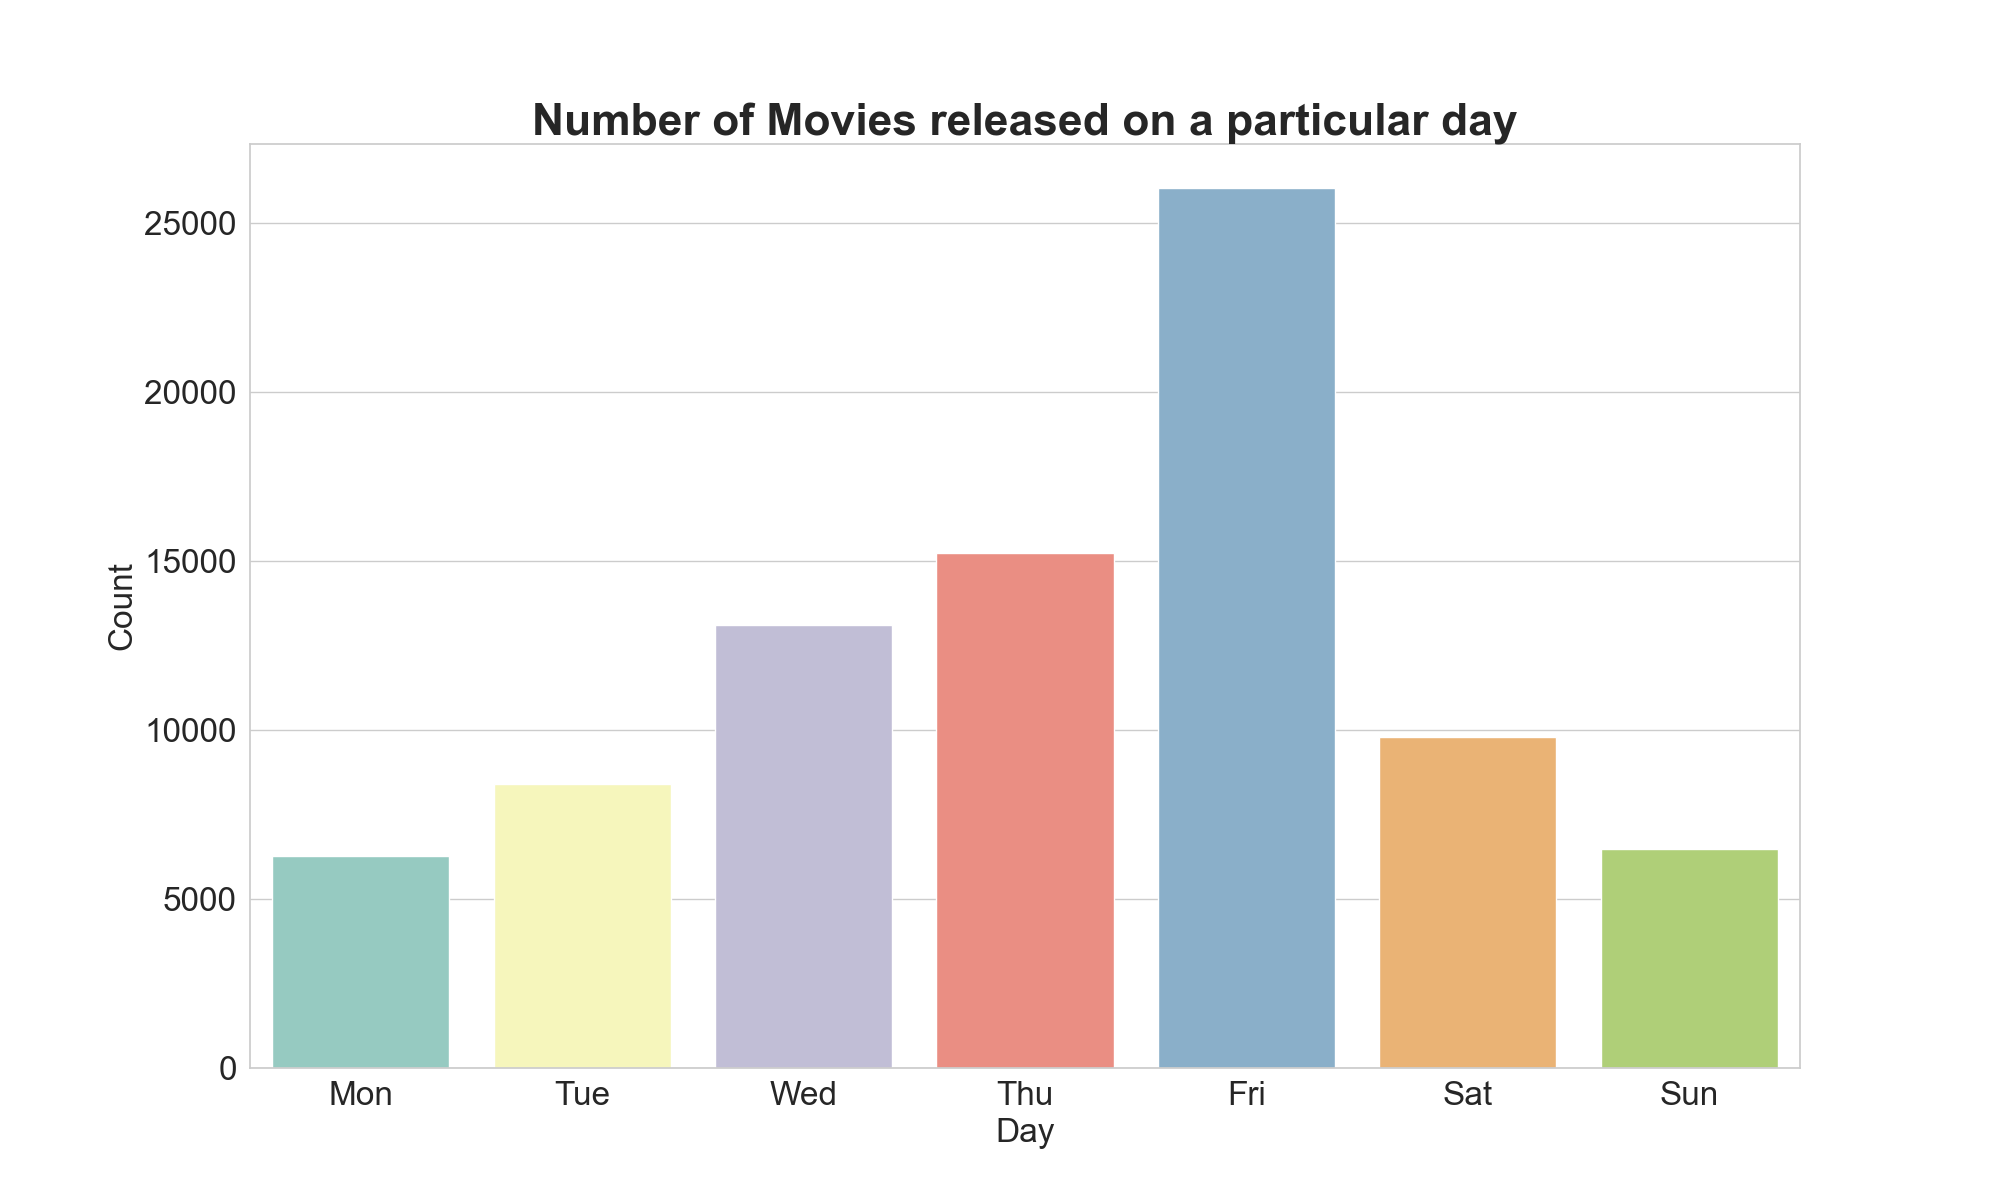 Number of Movies released on a particular day
25000
20000
15000
10000
5000
0
Count
Mon Tue Wed Thu Fri Sat Sun
Day